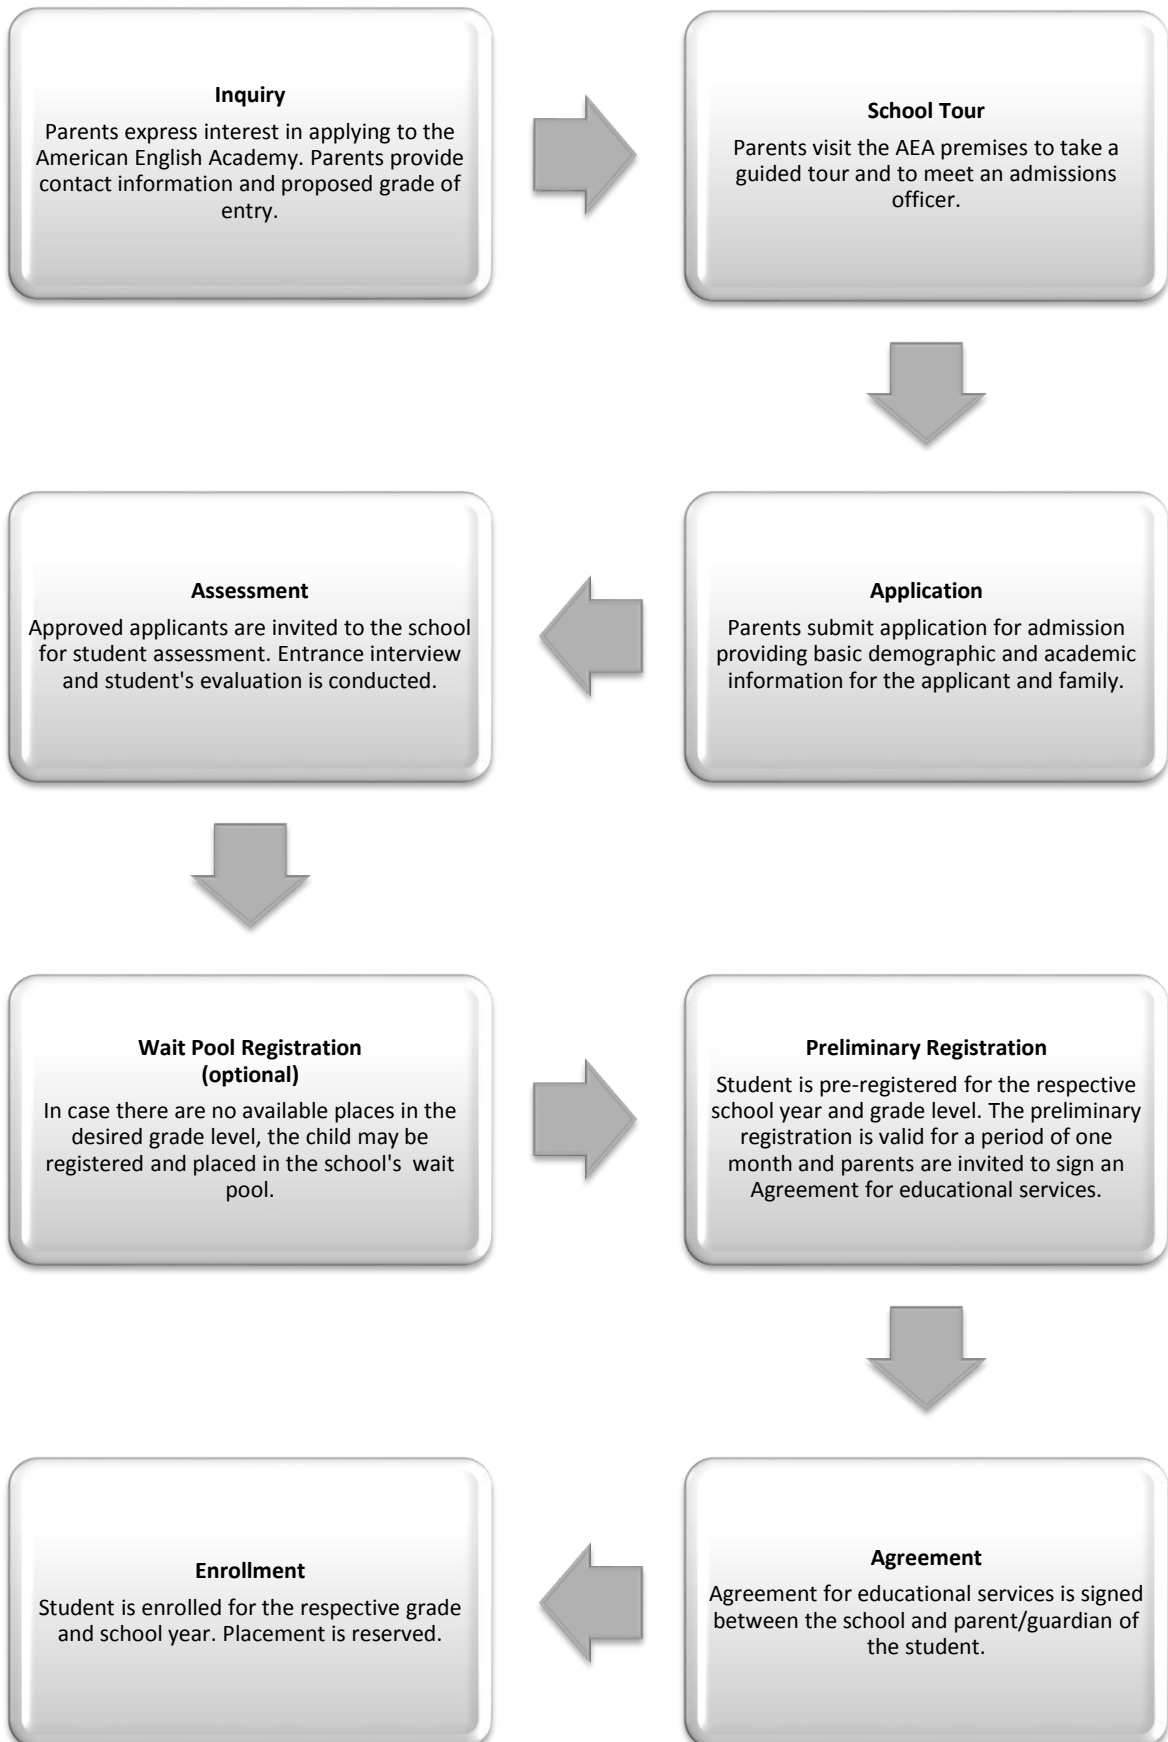 Inquiry
Parents express interest in applying to the
American English Academy. Parents provide
contact information and proposed grade of
entry.
School Tour
Parents visit the AEA premises to take a
guided tour and to meet an admissions
officer.
Application
Parents submit application for admission
providing basic demographic and academic
information for the applicant and family.
Assessment
Approved applicants are invited to the school
for student assessment. Entrance interview
and student's evaluation is conducted.
Wait Pool Registration
(optional)
In case there are no available places in the
desired grade level, the child may be
registered and placed in the school's  wait
pool.
Preliminary Registration
Student is pre-registered for the respective
school year and grade level. The preliminary
registration is valid for a period of one
month and parents are invited to sign an
Agreement for educational services.
Agreement
Agreement for educational services is signed
between the school and parent/guardian of
the student.
Enrollment
Student is enrolled for the respective grade
and school year. Placement is reserved.